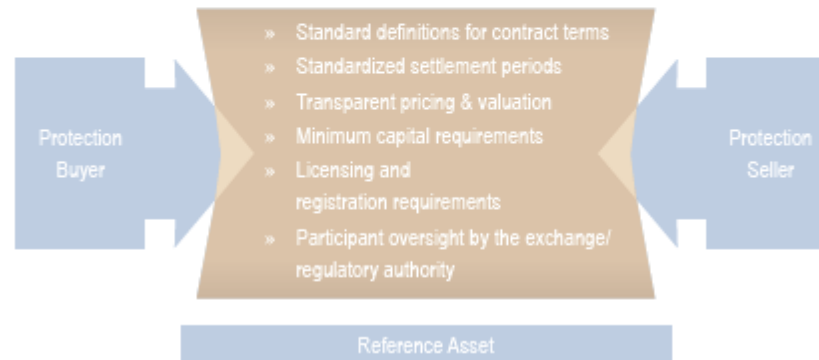 » Standard definitions for contract terms
» Standardized settlement periods
» Transparent pricing & valuation
» Minimum capital requirements
» Licensing and
registration requirements
» Participant oversight by the exchange/
regulatory authority
Protection
Buyer
Protection
Seller
Reference Asset